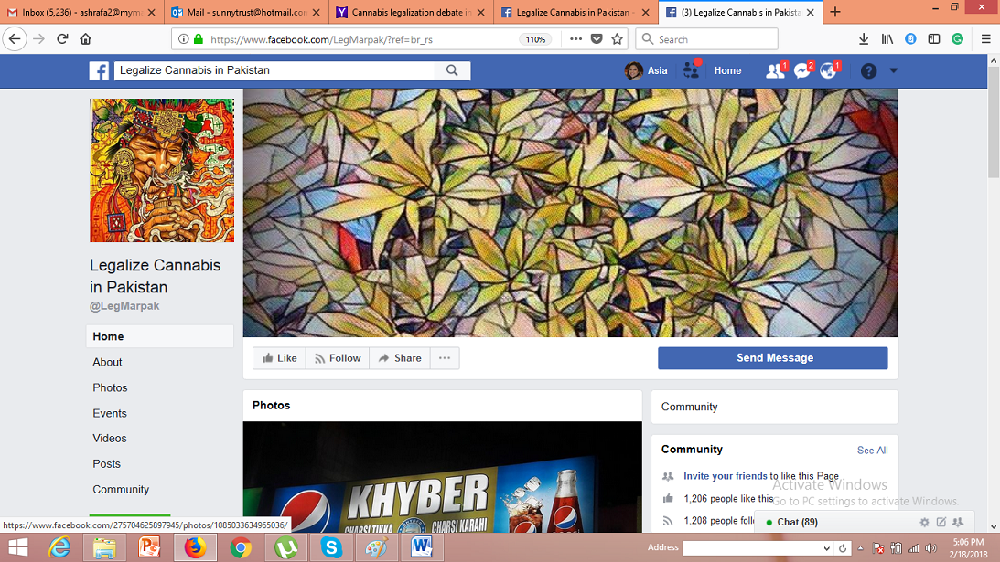 Inbox (5,236) - ashrafa2@mym
Mail - sunnytrust@hotmail.con
Cannabis legalization debate in
Legalize Cannabis in Pakistan -
(3) Legalize Cannabis in Pakista
https://www.facebook.com/LegMarpak/?ref=br_rs
110%
Search
Legalize Cannabis in Pakistan
Asia
Home
1
2
1
Legalize Cannabis
in Pakistan
@LegMarpak
Home
About
Photos
Events
Videos
Posts
Community
Like
Follow
Share
Send Message
Photos
KHYBER
CHARSI TIKKA
CHARSI KARAHI
pepsi
Community
Community
See All
Invite your friends to like this Page
1,206 people like this
1,208 people follo
Activate Windows
Go to PC settings to activate Windows.
Chat (89)
https://www.facebook.com/275704625897945/photos/1085033634965036/
Address
5:06 PM
2/18/2018